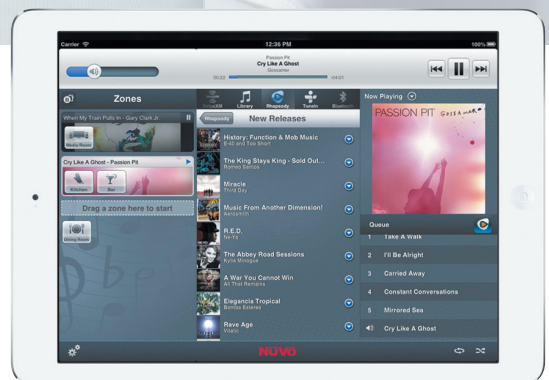 Carrier
12:36 PM
100%
Passion Pit
Cry Like A Ghost
Gossamer
00:22
-04:01
Zones
When My Train Pulls In - Gary Clark Jr.
Media Room
Cry Like A Ghost - Passion Pit
Kitchen
Bar
Drag a zone here to start
Dining Room
SiriusXM
Library
Rhapsody
TuneIn
Bluetooth
Rhapsody
New Releases
History: Function & Mob Music
E-40 and Too Short
The King Stays King - Sold Out...
Romeo Santos
Miracle
Third Day
Music From Another Dimension!
Aerosmith
R.E.D.
Ne-Yo
The Abbey Road Sessions
Kylie Minogue
A War You Cannot Win
All That Remains
Elegancia Tropical
Bomba Estereo
Rave Age
Vitalic
Now Playing
PASSION PIT
GOSSAMER
Queue
1 Take A Walk
2 I'll Be Alright
3 Carried Away
4 Constant Conversations
5 Mirrored Sea
Cry Like A Ghost
NUVO